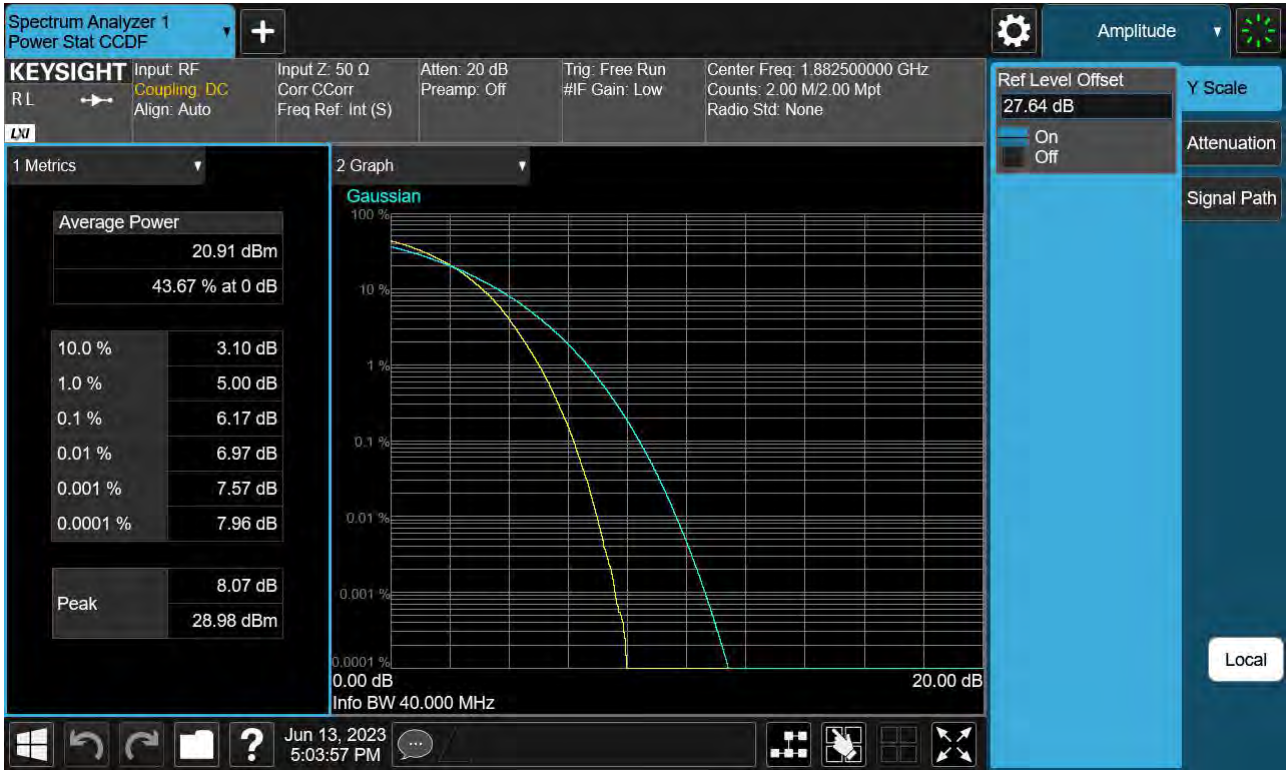 Spectrum Analyzer 1
Power Stat CCDF
Amplitude
KEYSIGHT
RL
LXI
Input: RF
Coupling: DC
Align: Auto
Input Z: 50 Ω
Corr CCorr
Freq Ref: Int (S)
Atten: 20 dB
Preamp: Off
Trig: Free Run
#IF Gain: Low
Center Freq: 1.882500000 GHz
Counts: 2.00 M/2.00 Mpt
Radio Std: None
Ref Level Offset
27.64 dB
On
Off
Y Scale
Attenuation
Signal Path
Local
1 Metrics
Average Power
20.91 dBm
43.67 % at 0 dB
10.0 % 3.10 dB
1.0 % 5.00 dB
0.1 % 6.17 dB
0.01 % 6.97 dB
0.001 % 7.57 dB
0.0001 % 7.96 dB
Peak
8.07 dB
28.98 dBm
2 Graph
Gaussian
100 %
10 %
1 %
0.1 %
0.01 %
0.001 %
0.0001 %
0.00 dB 20.00 dB
Info BW 40.000 MHz
?
Jun 13, 2023
5:03:57 PM